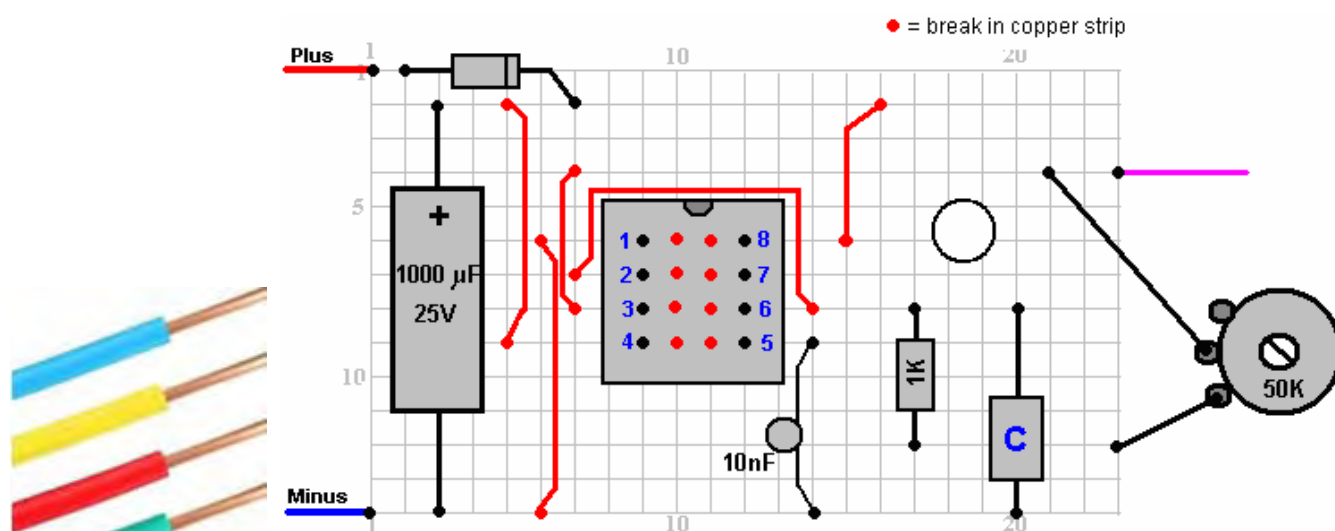 ● = break in copper strip
Plus
1 10 20
1
+
5
1000 µF
25V
1 8
2 7
3 6
4 5
10
1K
C
50K
10nF
Minus
1 10 20